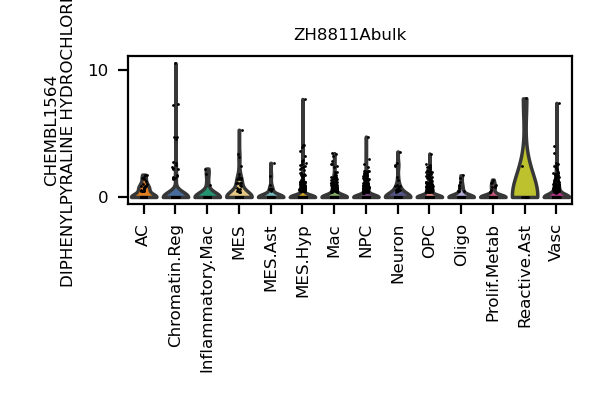 ZH8811Abulk
CHEMBL1564
DIPHENYLPYRALINE
10
0
AC
Chromatin.Reg
Inflammatory.Mac
MES
MES.Ast
MES.Hyp
Mac
NPC
Neuron
OPC
Oligo
Prolif.Metab
Reactive.Ast
Vasc